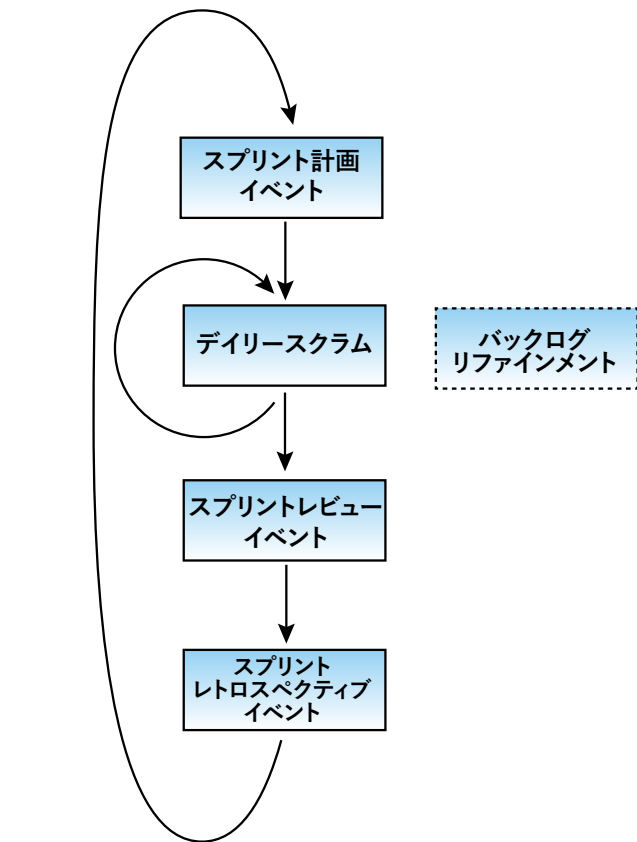 スプリント計画
イベント
デイリースクラム
バックログ
リファインメント
スプリントレビュー
イベント
スプリント
レトロスペクティブ
イベント